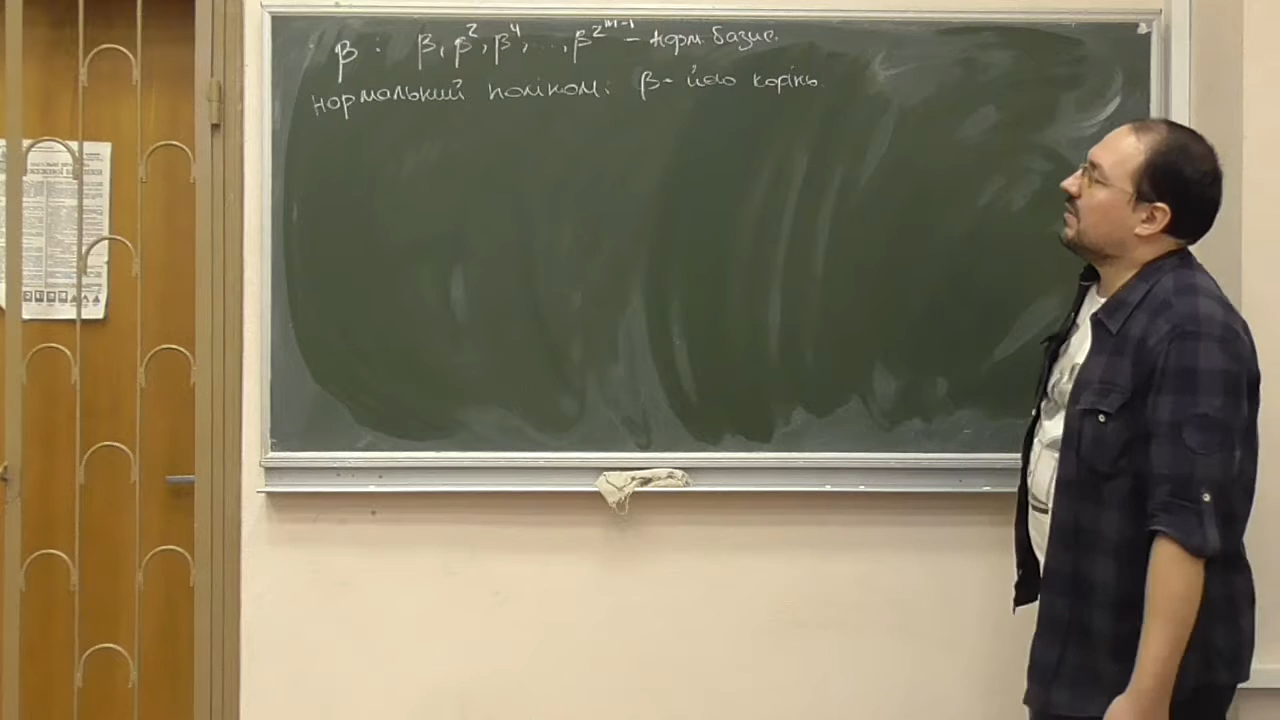 β : β, β², β⁴, ..., β^{2^{m-1}} – норм. базис.
нормальний поліном: β – його корінь.